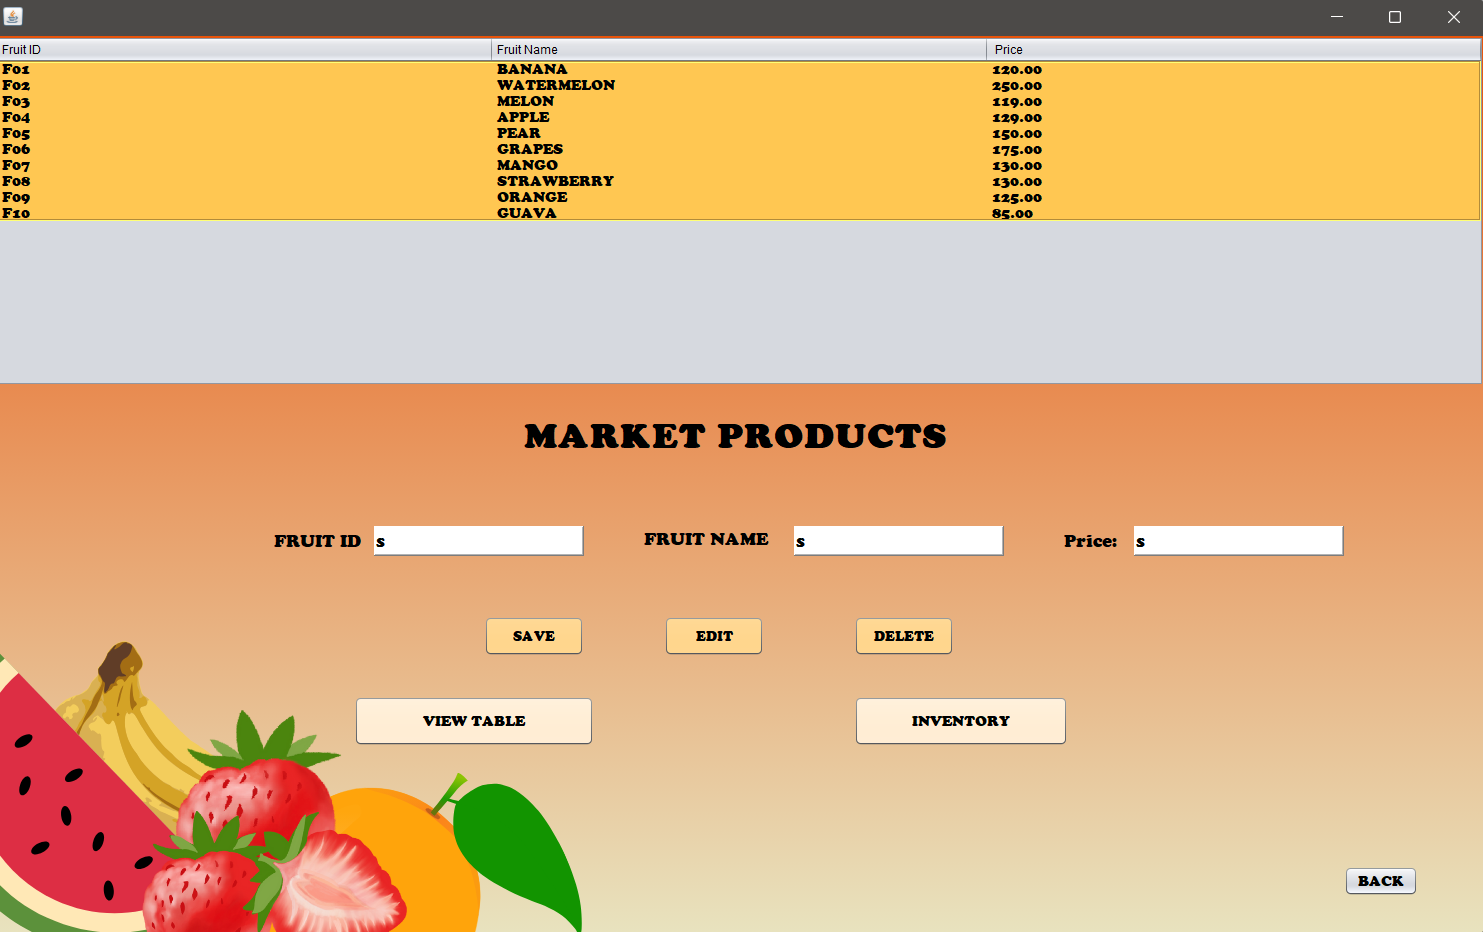 Fruit ID Fruit Name Price
F01 BANANA 120.00
F02 WATERMELON 250.00
F03 MELON 119.00
F04 APPLE 129.00
F05 PEAR 150.00
F06 GRAPES 175.00
F07 MANGO 130.00
F08 STRAWBERRY 130.00
F09 ORANGE 125.00
F10 GUAVA 85.00
MARKET PRODUCTS
FRUIT ID s FRUIT NAME s Price: s
SAVE EDIT DELETE
VIEW TABLE INVENTORY
BACK